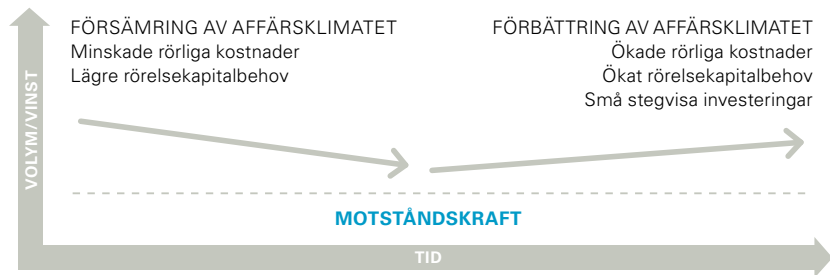 FÖRSÄMRING AV AFFÄRSKLIMATET
Minskade rörliga kostnader
Lägre rörelsekapitalbehov
FÖRBÄTTRING AV AFFÄRSKLIMATET
Ökade rörliga kostnader
Ökat rörelsekapitalbehov
Små stegvisa investeringar
VOLYM/VINST
MOTSTÅNDSKRAFT
TID